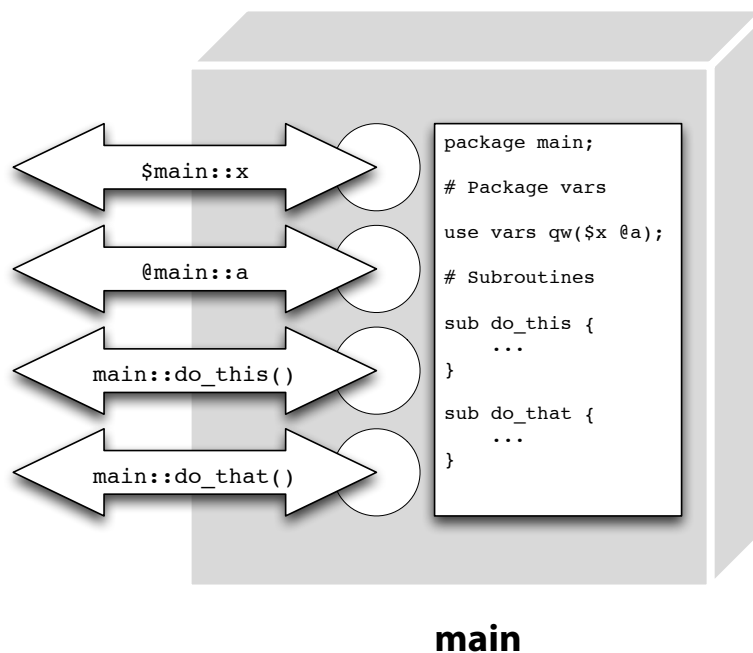 $main::x
@main::a
main::do_this()
main::do_that()
package main;
# Package vars
use vars qw($x @a);
# Subroutines
sub do_this {
    ...
}
sub do_that {
    ...
}
main